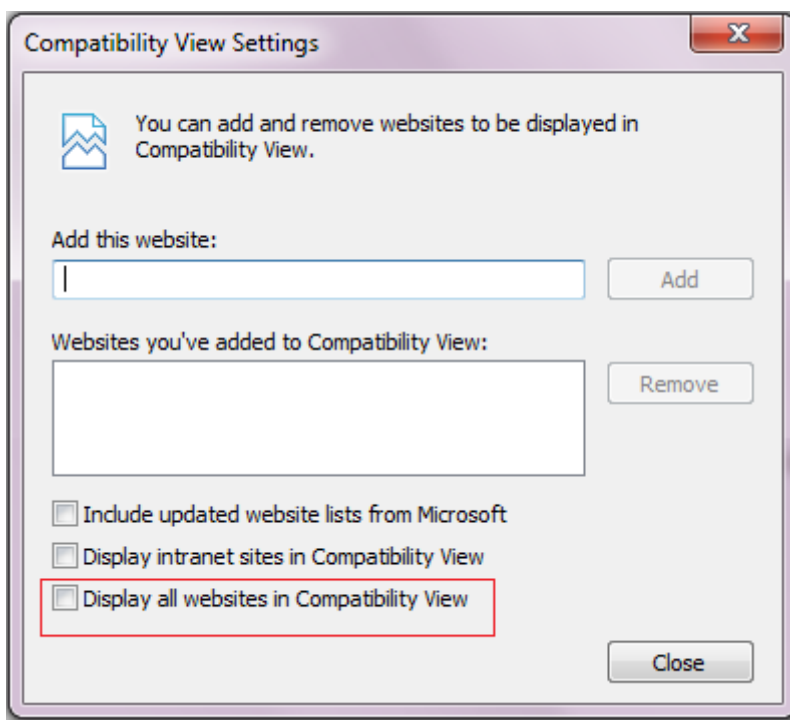 Compatibility View Settings
You can add and remove websites to be displayed in
Compatibility View.
Add this website:
Add
Websites you've added to Compatibility View:
Remove
Include updated website lists from Microsoft
Display intranet sites in Compatibility View
Display all websites in Compatibility View
Close